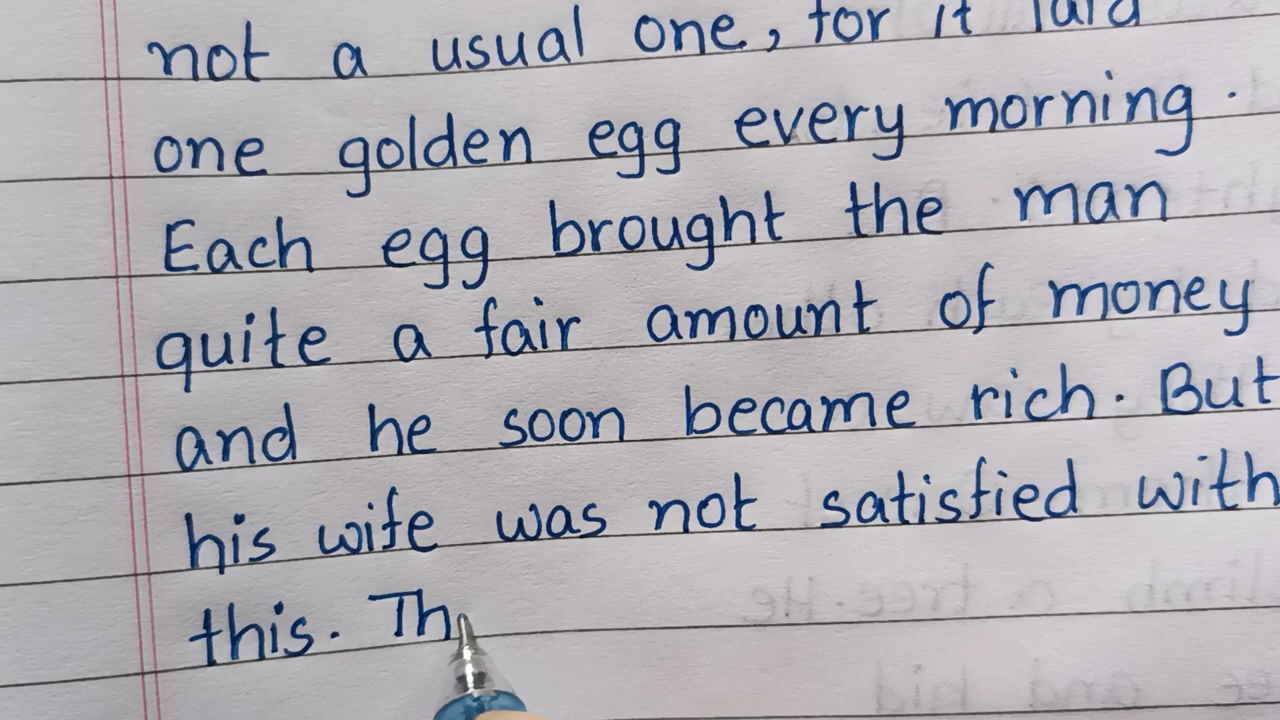 not a usual one, for it laid
one golden egg every morning.
Each egg brought the man
quite a fair amount of money
and he soon became rich. But
his wife was not satisfied with
this. Th